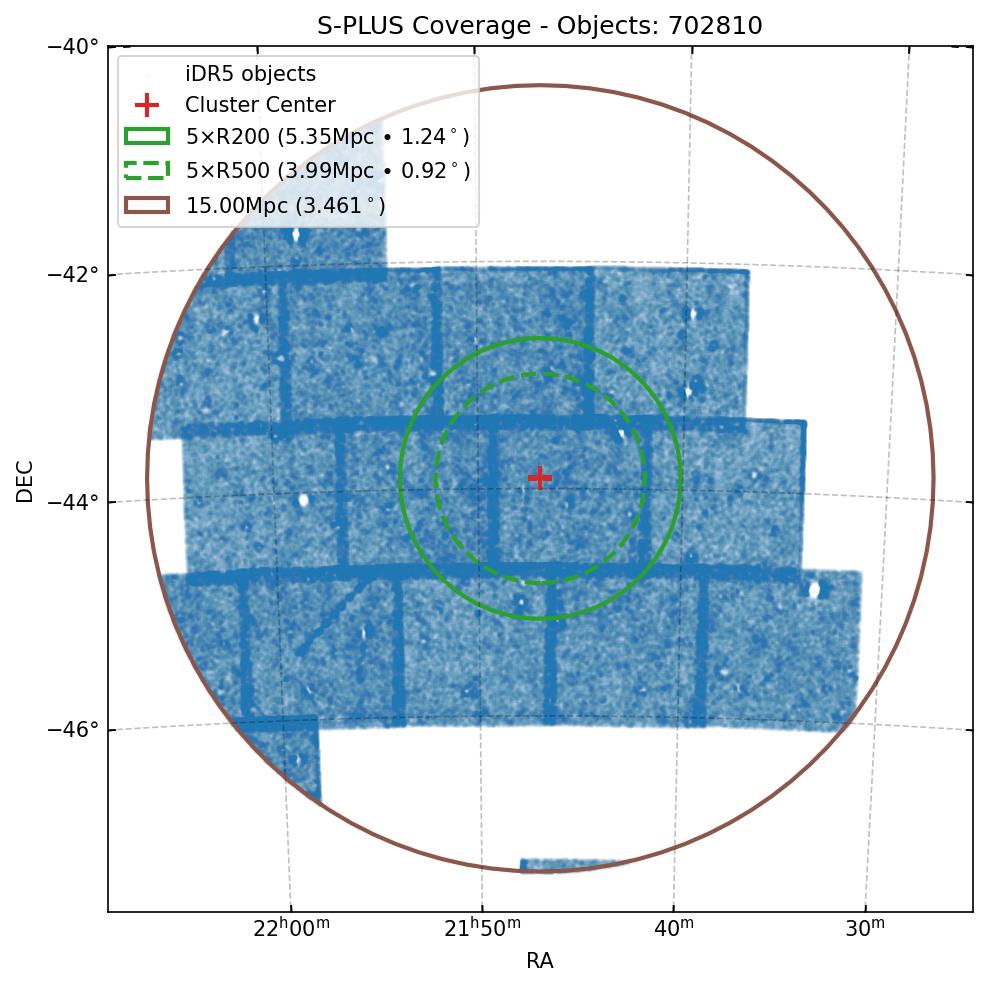 S-PLUS Coverage - Objects: 702810
iDR5 objects
Cluster Center
5×R200 (5.35Mpc • 1.24°)
5×R500 (3.99Mpc • 0.92°)
15.00Mpc (3.461°)
−40°
−42°
−44°
−46°
DEC
22ʰ00ᵐ 21ʰ50ᵐ 40ᵐ 30ᵐ
RA